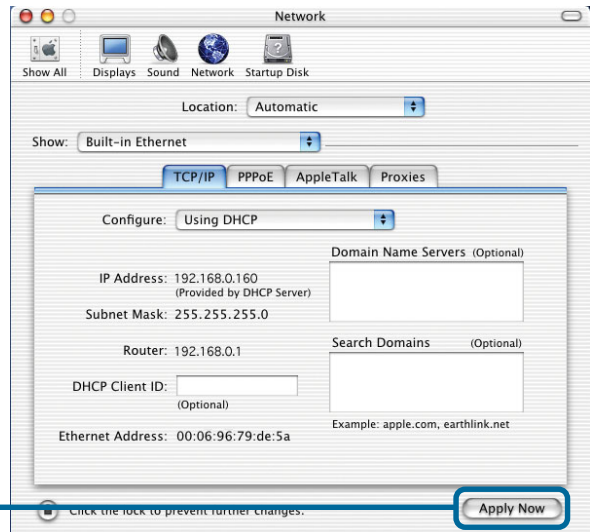 Network
Show All Displays Sound Network Startup Disk
Location: Automatic
Show: Built-in Ethernet
TCP/IP PPPoE AppleTalk Proxies
Configure: Using DHCP
Domain Name Servers (Optional)
IP Address: 192.168.0.160
(Provided by DHCP Server)
Subnet Mask: 255.255.255.0
Search Domains (Optional)
Router: 192.168.0.1
DHCP Client ID:
(Optional)
Example: apple.com, earthlink.net
Ethernet Address: 00:06:96:79:de:5a
Click the lock to prevent further changes.
Apply Now